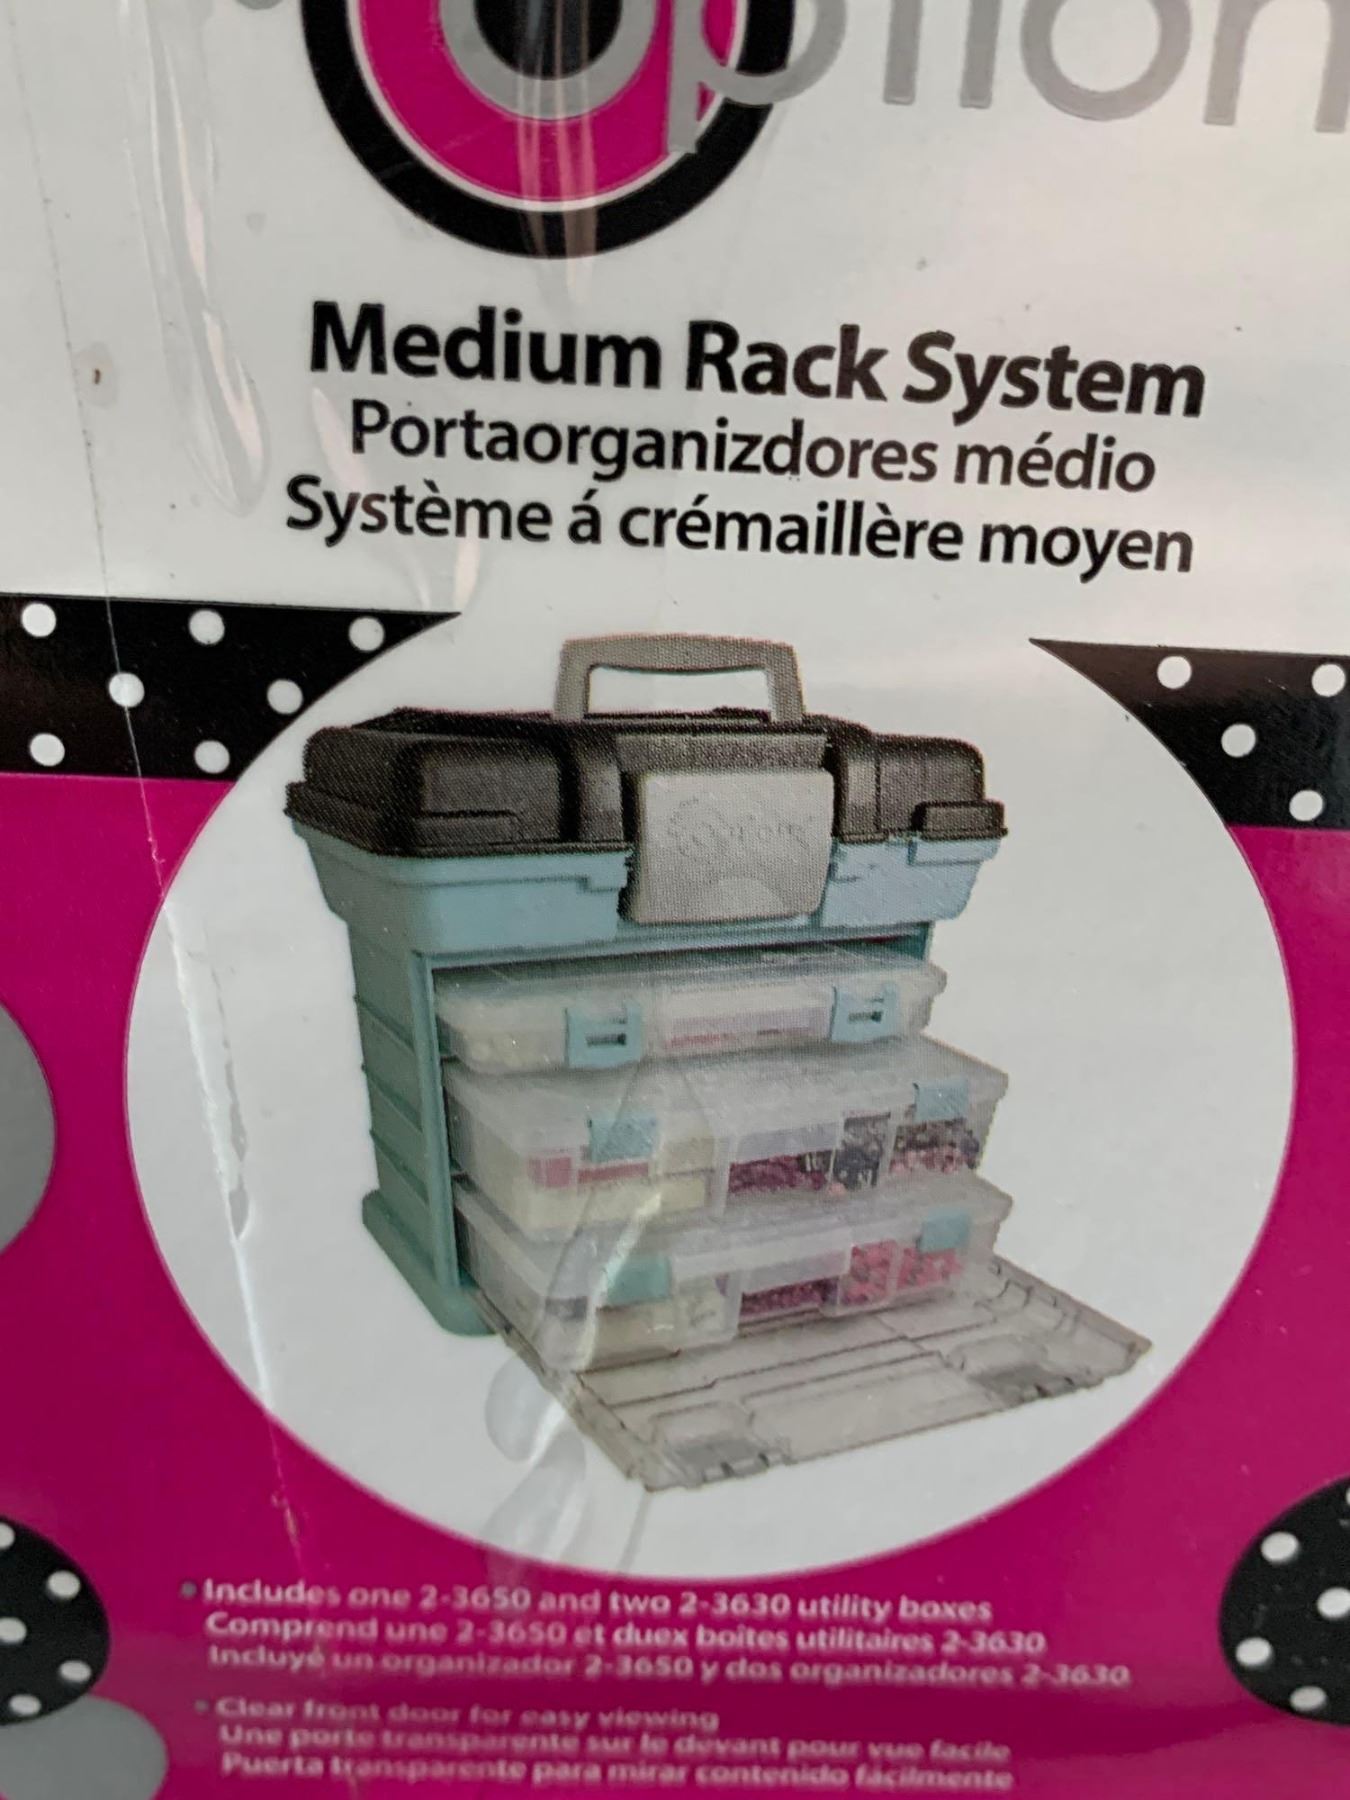 option
Medium Rack System
Portaorganizdores médio
Système á crémaillère moyen
• Includes one 2-3650 and two 2-3630 utility boxes
Comprend une 2-3650 et duex boîtes utilitaires 2-3630
Incluyé un organizador 2-3650 y dos organizadores 2-3630
• Clear front door for easy viewing
Une porte transparente sur le devant pour vue facile
Puerta transparente para mirar contenido fácilmente